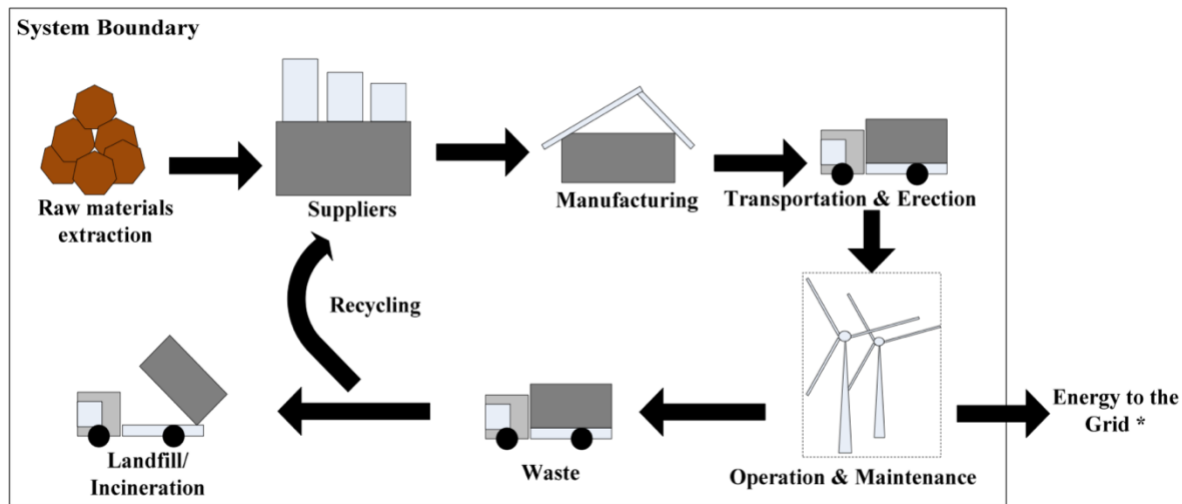 System Boundary
Raw materials
extraction
Suppliers
Manufacturing
Transportation & Erection
Recycling
Energy to the
Grid *
Landfill/
Incineration
Waste
Operation & Maintenance